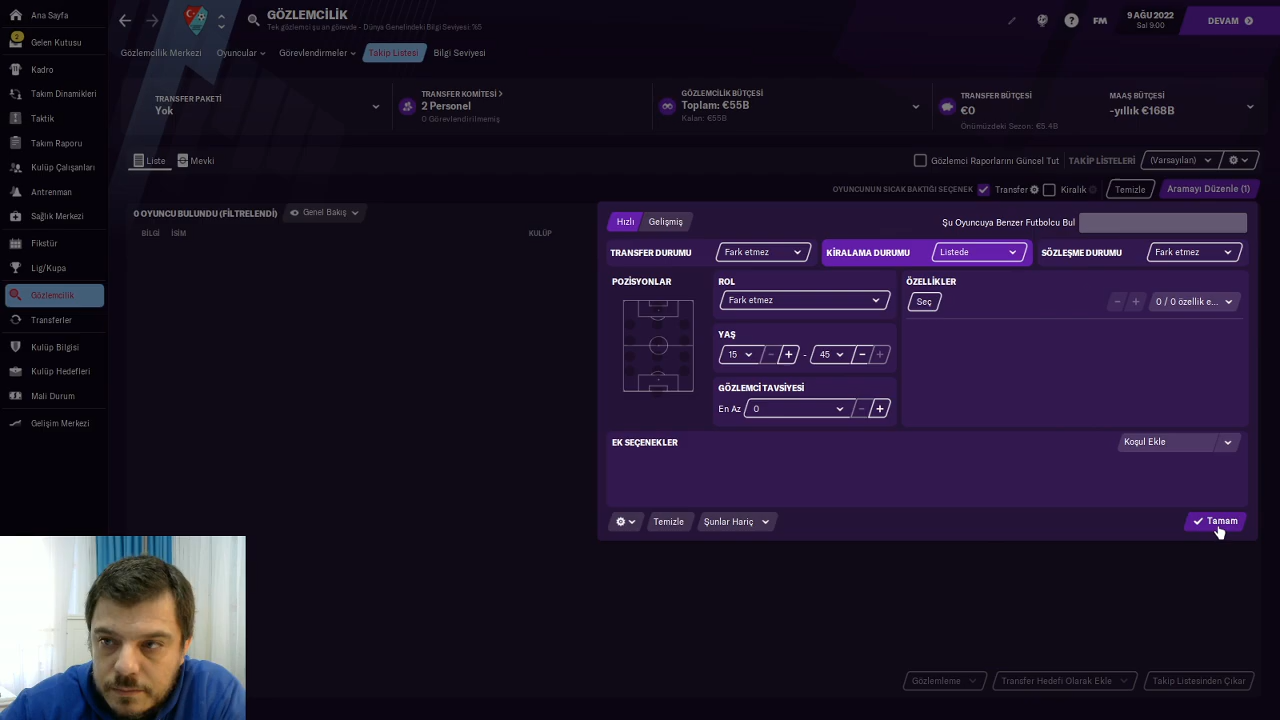 Ana Sayfa
2
Gelen Kutusu
Kadro
Takım Dinamikleri
Taktik
Takım Raporu
Kulüp Çalışanları
Antrenman
Sağlık Merkezi
Fikstür
Lig/Kupa
Gözlemcilik
Transferler
Kulüp Bilgisi
Kulüp Hedefleri
Mali Durum
Gelişim Merkezi
GÖZLEMCİLİK
Tek gözlemci şu an görevde - Dünya Genelindeki Bilgi Seviyesi: %5
? FM
9 AĞU 2022
Sal 9:00
DEVAM
Gözlemcilik Merkezi Oyuncular Görevlendirmeler Takip Listesi Bilgi Seviyesi
TRANSFER PAKETİ
Yok
TRANSFER KOMİTESİ >
2 Personel
0 Görevlendirilmemiş
GÖZLEMCİLİK BÜTÇESİ
Toplam: €55B
Kalan: €55B
TRANSFER BÜTÇESİ
€0
Önümüzdeki Sezon: €5.4B
MAAŞ BÜTÇESİ
-yıllık €168B
Liste Mevki
Gözlemci Raporlarını Güncel Tut TAKİP LİSTELERİ (Varsayılan)
OYUNCUNUN SICAK BAKTIĞI SEÇENEK Transfer Kiralık Temizle Aramayı Düzenle (1)
0 OYUNCU BULUNDU (FİLTRELENDİ) Genel Bakış
BİLGİ İSİM KULÜP
Hızlı Gelişmiş Şu Oyuncuya Benzer Futbolcu Bul
TRANSFER DURUMU Fark etmez KİRALAMA DURUMU Listede SÖZLEŞME DURUMU Fark etmez
POZİSYONLAR
ROL
Fark etmez
YAŞ
15 - + - 45 - +
GÖZLEMCİ TAVSİYESİ
En Az 0 - +
ÖZELLİKLER
Seç - + 0 / 0 özellik e...
EK SEÇENEKLER Koşul Ekle
Temizle Şunlar Hariç Tamam
Gözlemleme Transfer Hedefi Olarak Ekle Takip Listesinden Çıkar